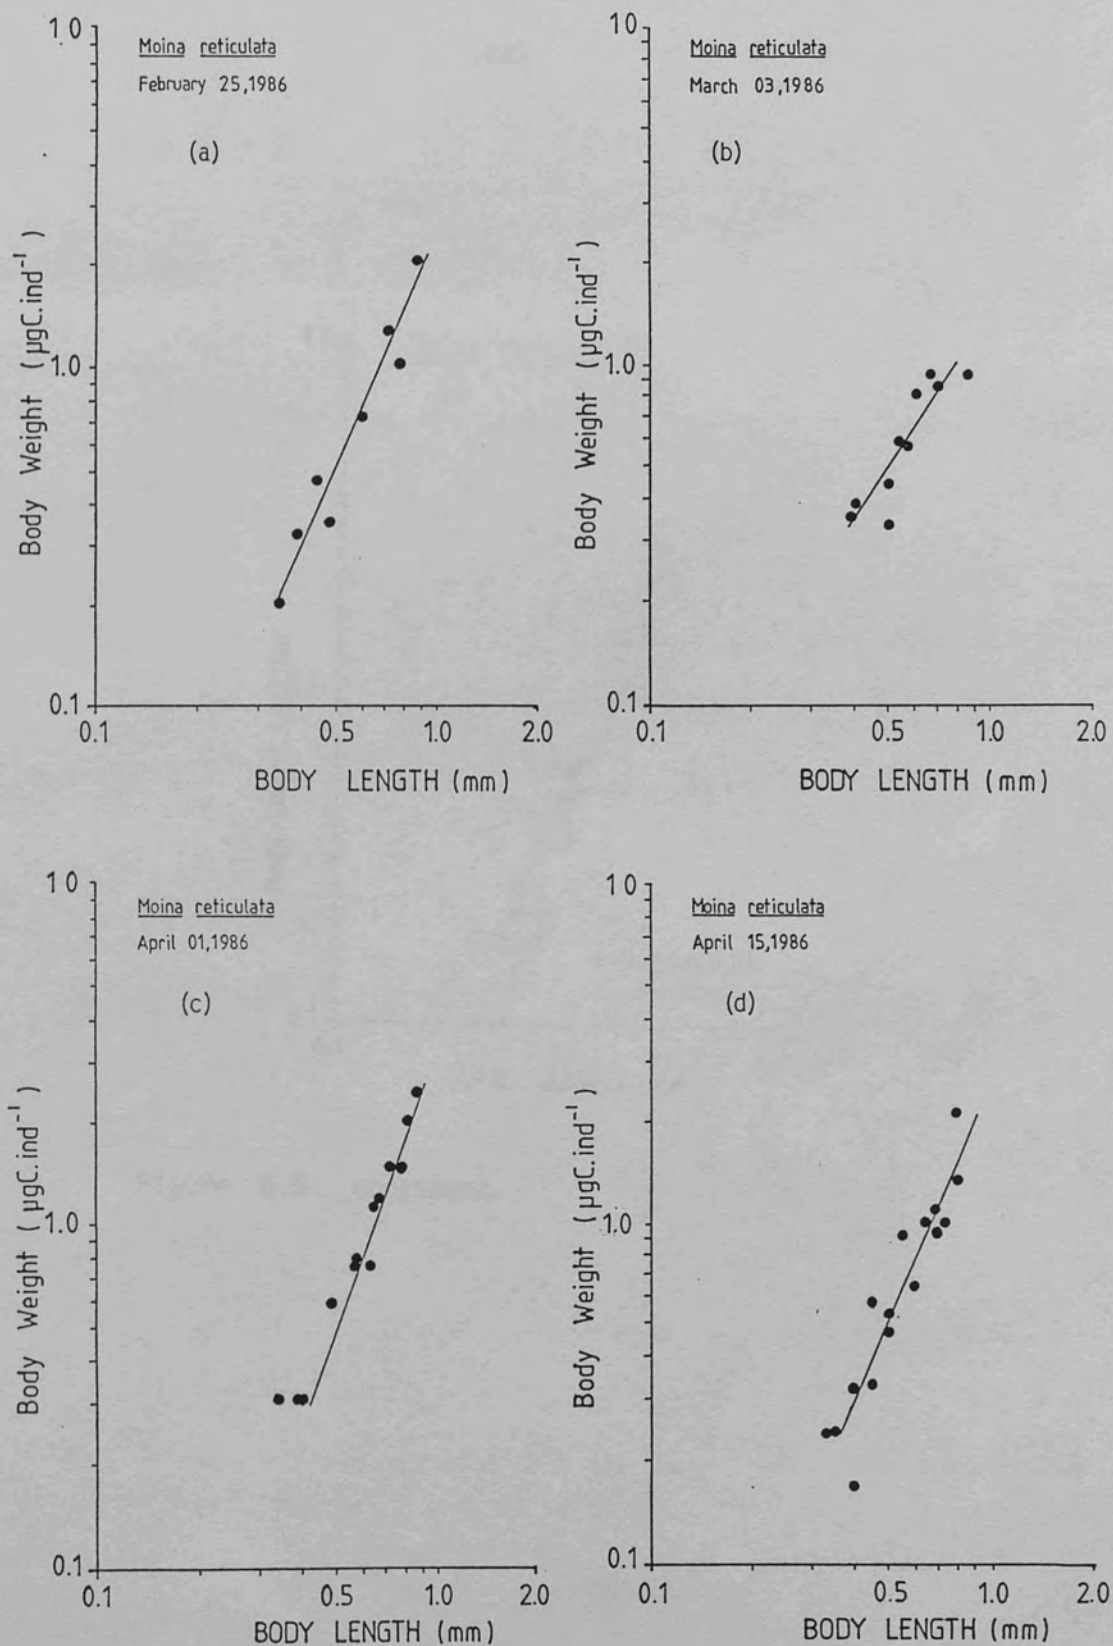 10
Moina reticulata
February 25,1986
(a)
Body Weight ( µgC.ind⁻¹ )
1.0
0.1
0.1 0.5 1.0 2.0
BODY LENGTH (mm)
10
Moina reticulata
March 03,1986
(b)
Body Weight ( µgC.ind⁻¹ )
1.0
0.1
0.1 0.5 1.0 2.0
BODY LENGTH (mm)
10
Moina reticulata
April 01,1986
(c)
Body Weight ( µgC.ind⁻¹ )
1.0
0.1
0.1 0.5 1.0 2.0
BODY LENGTH (mm)
10
Moina reticulata
April 15,1986
(d)
Body Weight ( µgC.ind⁻¹ )
1.0
0.1
0.1 0.5 1.0 2.0
BODY LENGTH (mm)
Figure 6.5